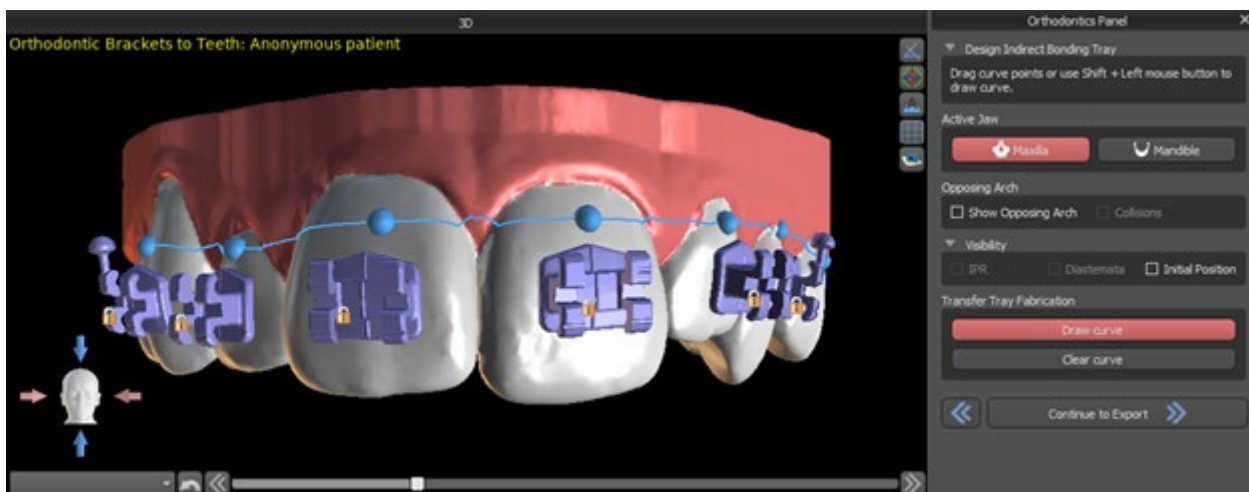 3D
Orthodontic Brackets to Teeth: Anonymous patient
Orthodontics Panel
Design Indirect Bonding Tray
Drag curve points or use Shift + Left mouse button to
draw curve.
Active Jaw
Maxilla
Mandible
Opposing Arch
Show Opposing Arch
Collisions
Visibility
IPR
Diastemata
Initial Position
Transfer Tray Fabrication
Draw curve
Clear curve
Continue to Export